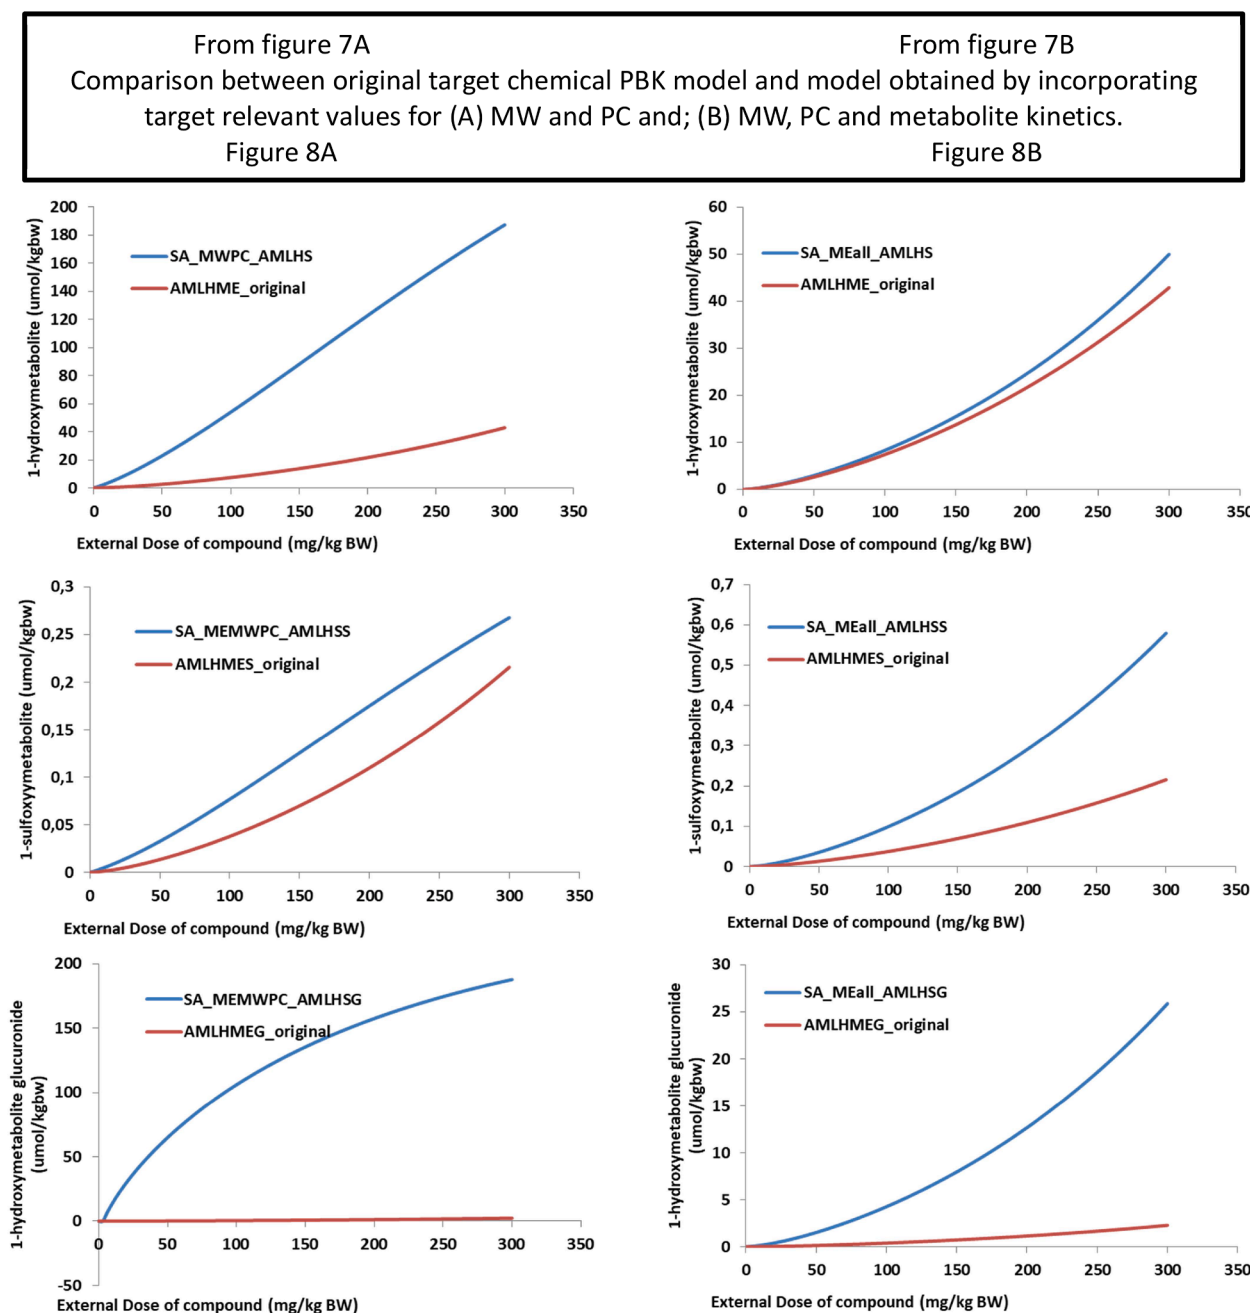 From figure 7A From figure 7B
Comparison between original target chemical PBK model and model obtained by incorporating
target relevant values for (A) MW and PC and; (B) MW, PC and metabolite kinetics.
Figure 8A Figure 8B
1-hydroxymetabolite (umol/kgbw)
200
180
160
140
120
100
80
60
40
20
0
SA_MWPC_AMLHS
AMLHME_original
0 50 100 150 200 250 300 350
External Dose of compound (mg/kg BW)
1-hydroxymetabolite (umol/kgbw)
60
50
40
30
20
10
0
SA_MEall_AMLHS
AMLHME_original
0 50 100 150 200 250 300 350
External Dose of compound (mg/kg BW)
1-sulfoxyymetabolite (umol/kgbw)
0,3
0,25
0,2
0,15
0,1
0,05
0
SA_MEMWPC_AMLHSS
AMLHMES_original
0 50 100 150 200 250 300 350
External Dose of compound (mg/kg BW)
1-sulfoxyymetabolite (umol/kgbw)
0,7
0,6
0,5
0,4
0,3
0,2
0,1
0
SA_MEall_AMLHSS
AMLHMES_original
0 50 100 150 200 250 300 350
External Dose of compound (mg/kg BW)
1-hydroxymetabolite glucuronide
(umol/kgbw)
200
150
100
50
0
-50
SA_MEMWPC_AMLHSG
AMLHMEG_original
0 50 100 150 200 250 300 350
External Dose of compound (mg/kg BW)
1-hydroxymetabolite glucuronide
(umol/kgbw)
30
25
20
15
10
5
0
SA_MEall_AMLHSG
AMLHMEG_original
0 50 100 150 200 250 300 350
External Dose of compound (mg/kg BW)